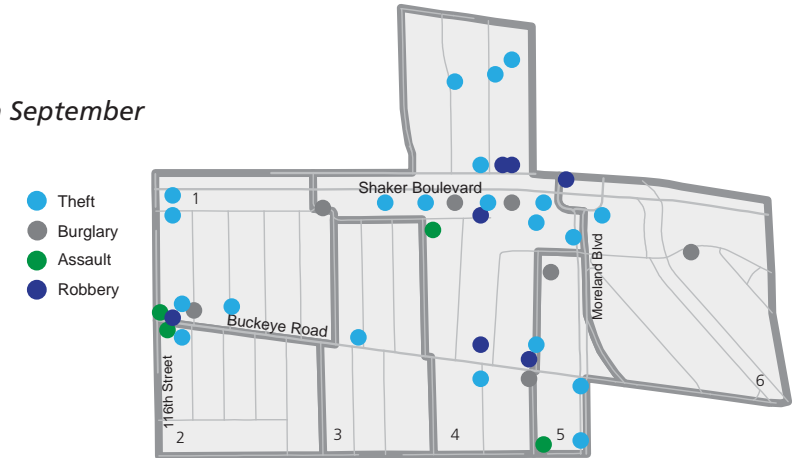 September
Theft
Burglary
Assault
Robbery
1
Shaker Boulevard
Moreland Blvd
Buckeye Road
116th Street
2
3
4
5
6